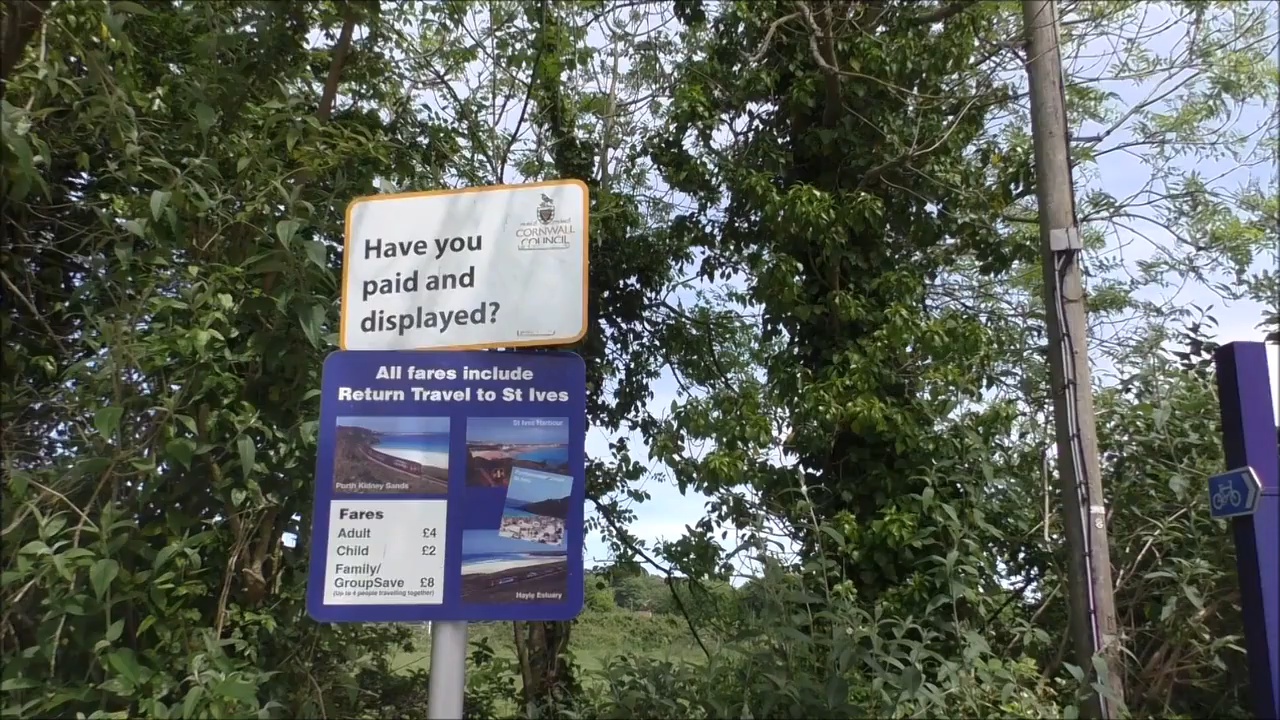 CORNWALL
COUNCIL
Have you
paid and
displayed?
All fares include
Return Travel to St Ives
Porth Kidney Sands
St Ives Harbour
St Ives
Fares
Adult £4
Child £2
Family/
GroupSave £8
(Up to 4 people travelling together)
Hayle Estuary